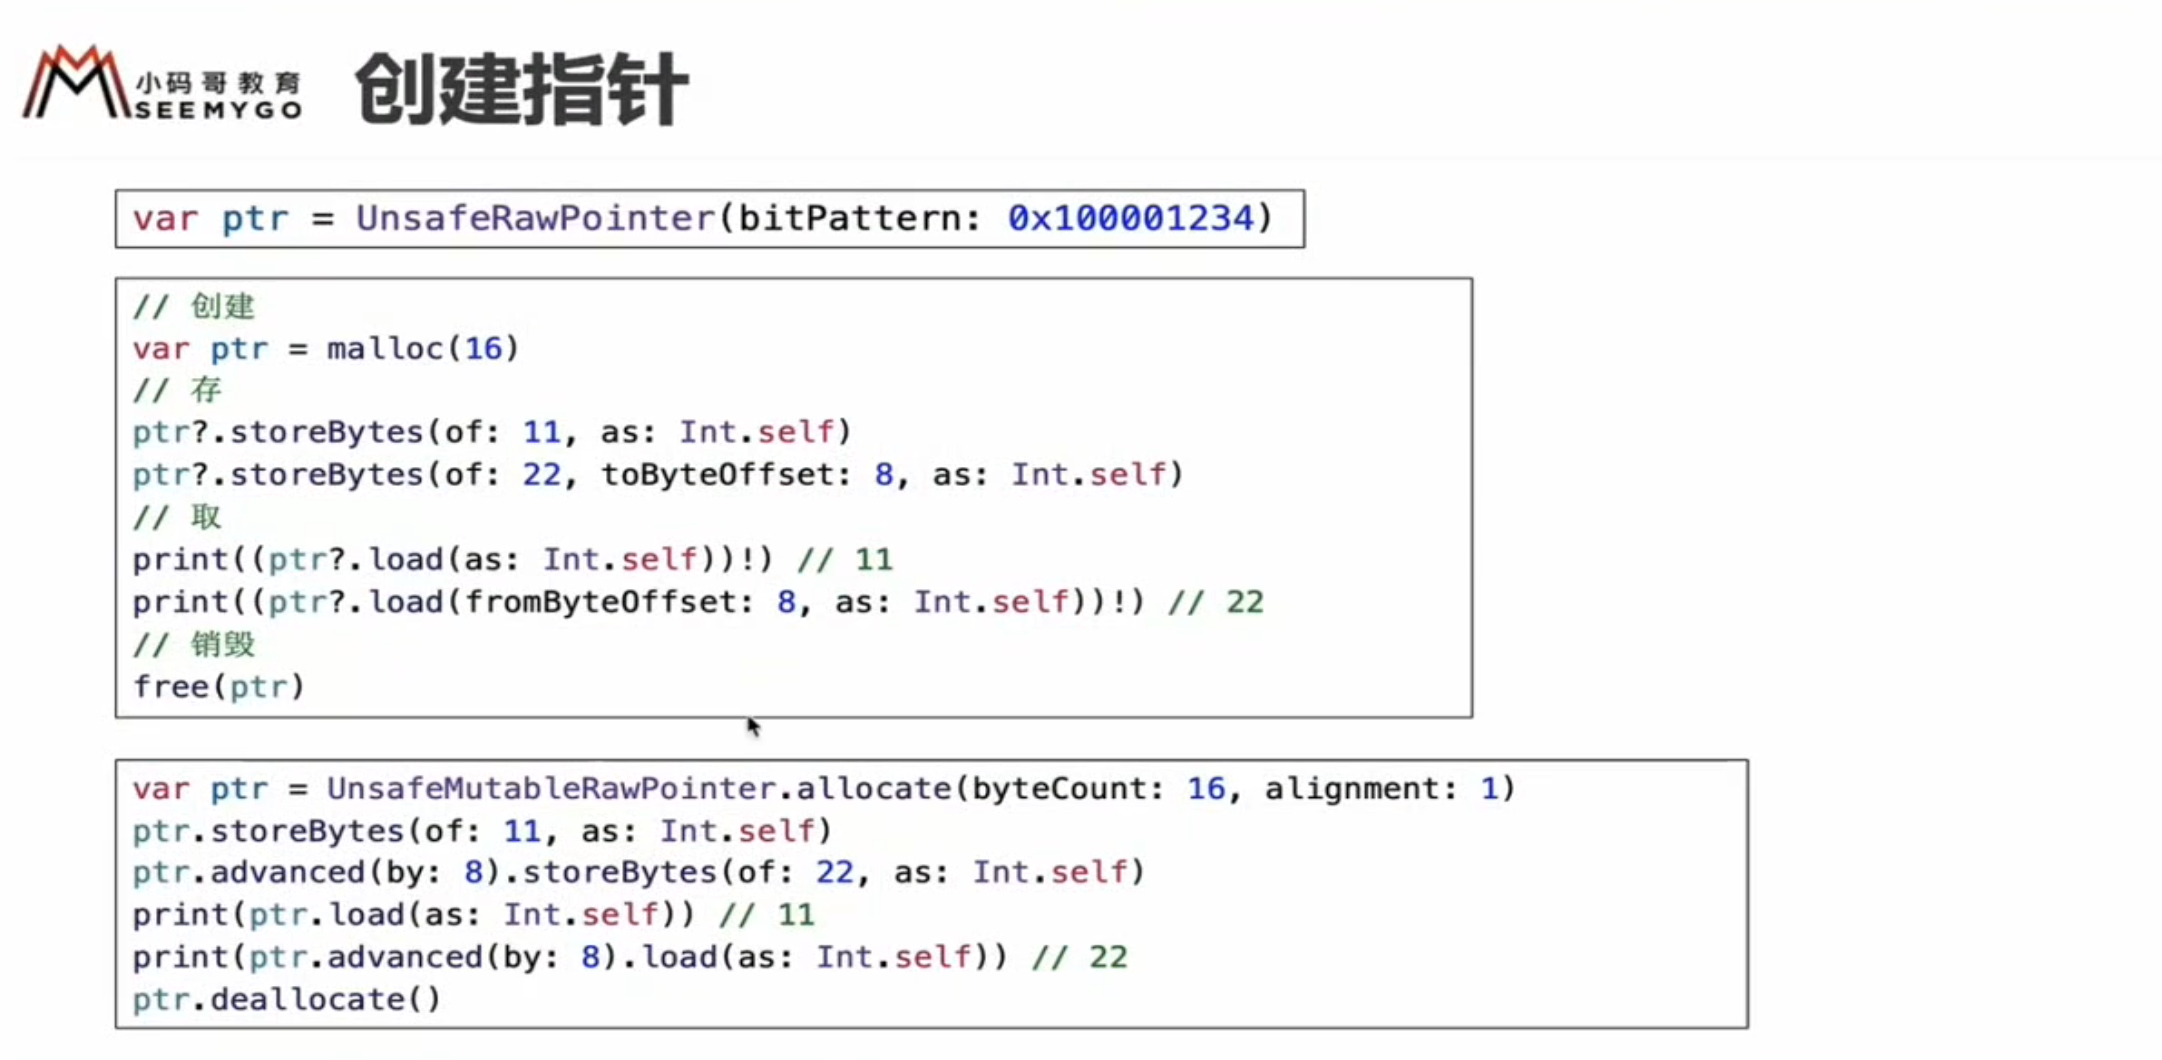 小码哥教育
SEEMYGO
创建指针
var ptr = UnsafeRawPointer(bitPattern: 0x100001234)
// 创建
var ptr = malloc(16)
// 存
ptr?.storeBytes(of: 11, as: Int.self)
ptr?.storeBytes(of: 22, toByteOffset: 8, as: Int.self)
// 取
print((ptr?.load(as: Int.self))!) // 11
print((ptr?.load(fromByteOffset: 8, as: Int.self))!) // 22
// 销毁
free(ptr)
var ptr = UnsafeMutableRawPointer.allocate(byteCount: 16, alignment: 1)
ptr.storeBytes(of: 11, as: Int.self)
ptr.advanced(by: 8).storeBytes(of: 22, as: Int.self)
print(ptr.load(as: Int.self)) // 11
print(ptr.advanced(by: 8).load(as: Int.self)) // 22
ptr.deallocate()